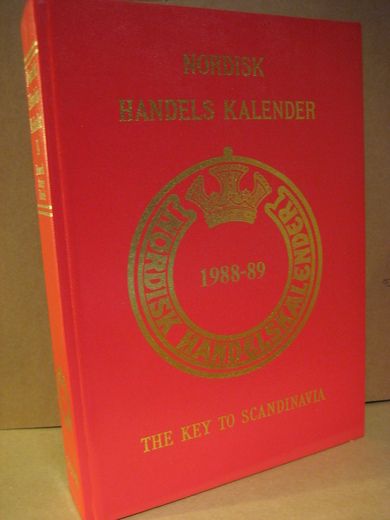 NORDISK
HANDELS KALENDER
NORDISK HANDELSKALENDER
1988-89
THE KEY TO SCANDINAVIA